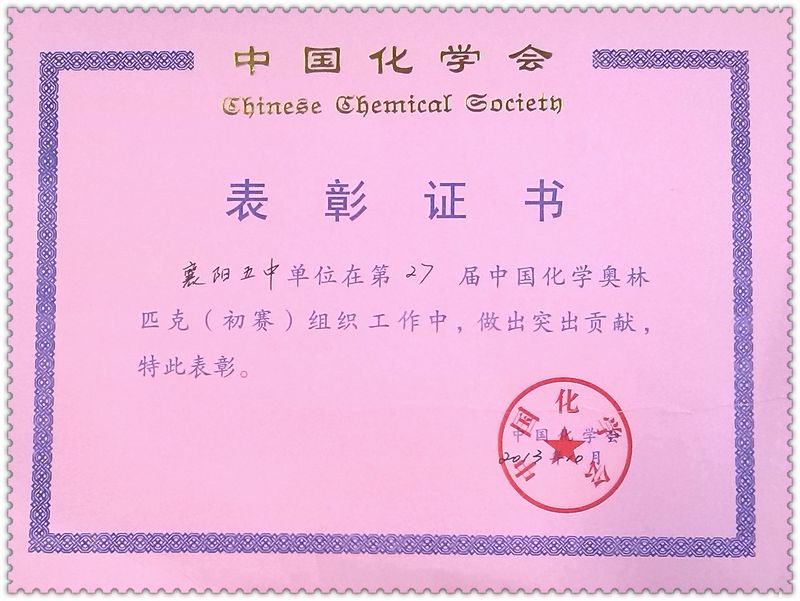 中国化学会
Chinese Chemical Society
表彰证书
襄阳五中单位在第27届中国化学奥林
匹克（初赛）组织工作中，做出突出贡献，
特此表彰。
中国化学会
中国化学会
2013年10月